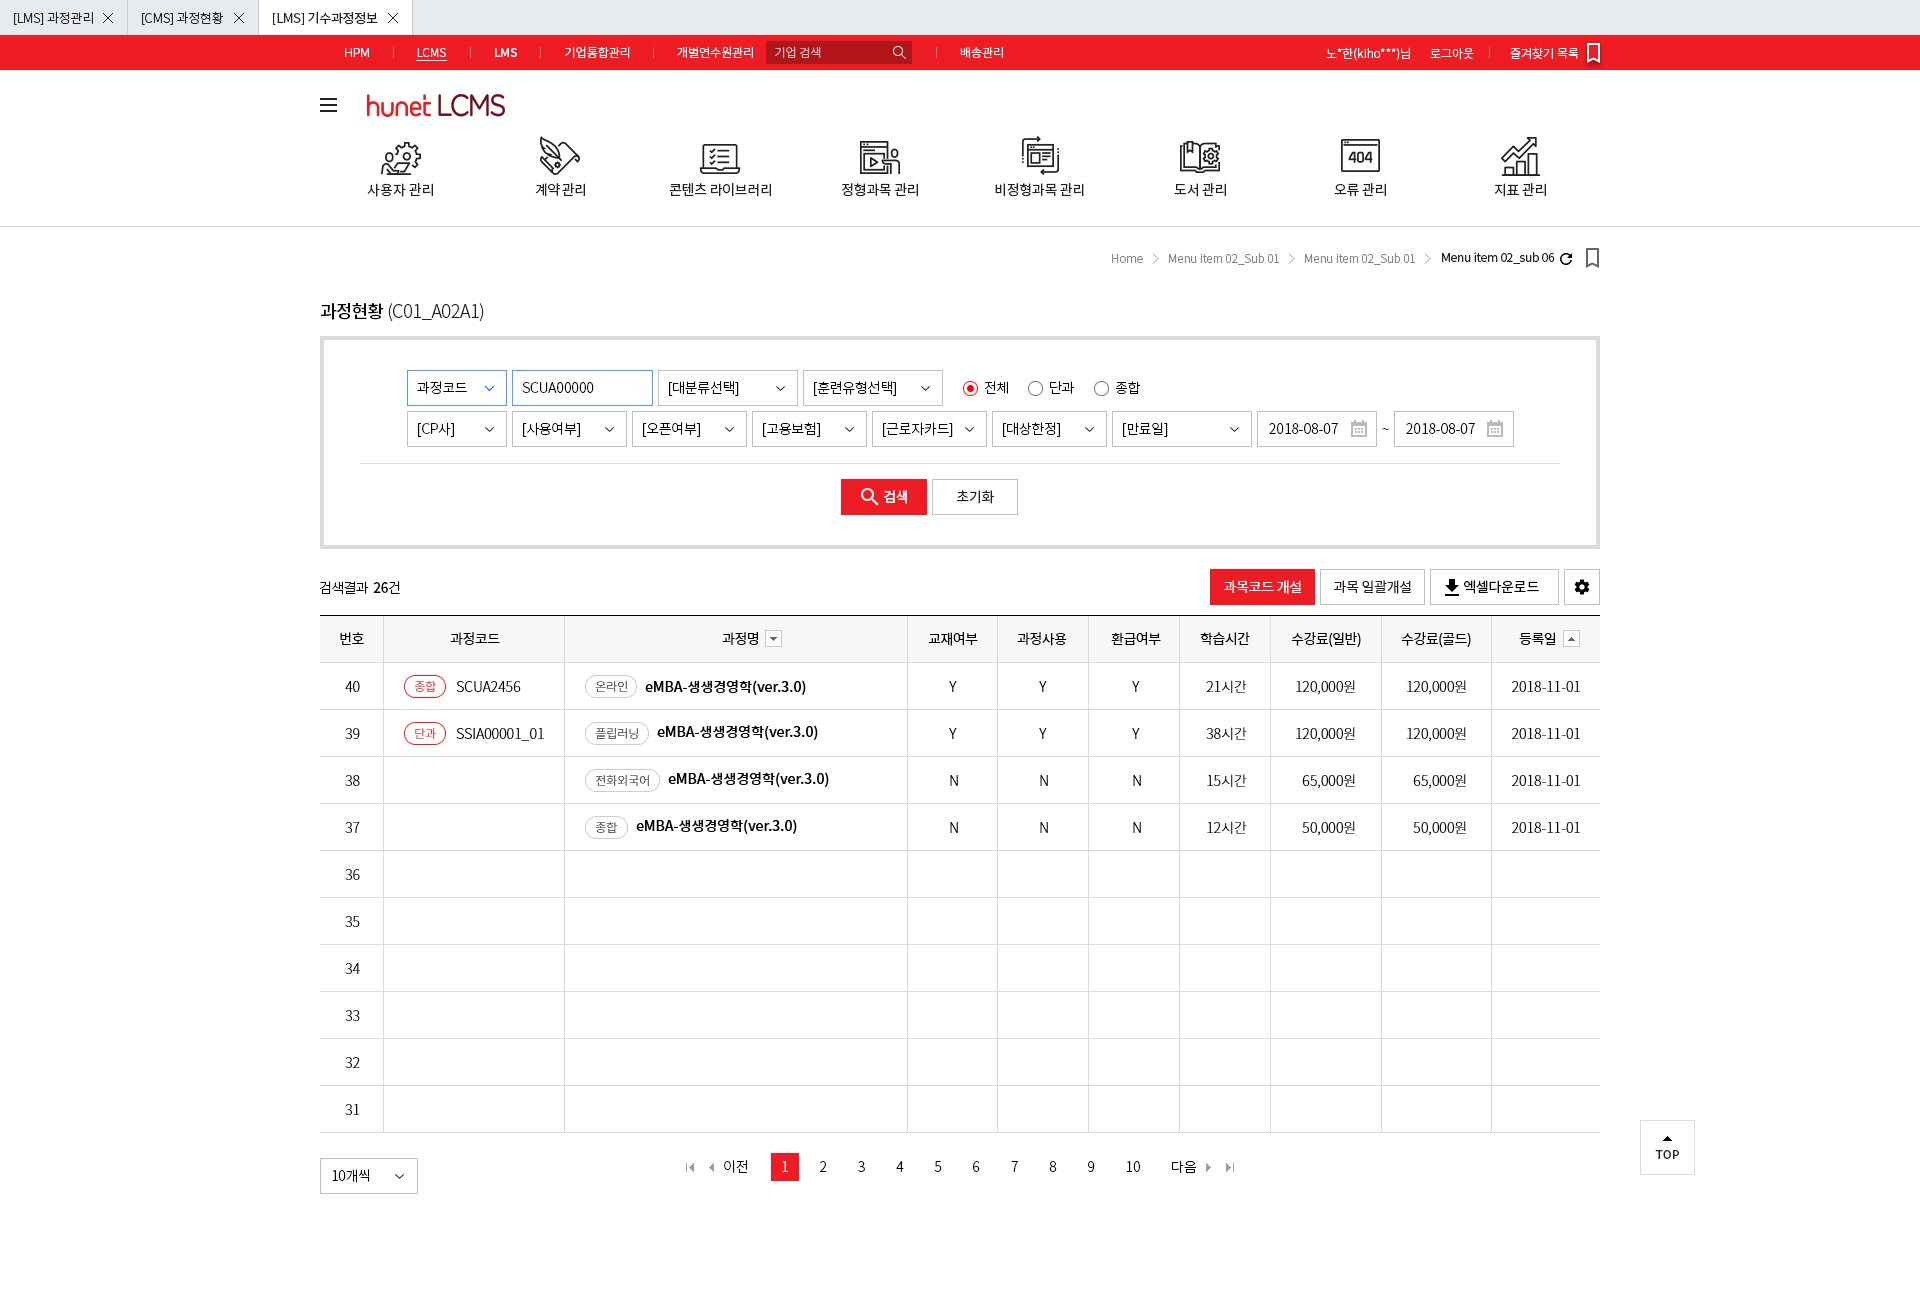 [LMS] 과정관리 [CMS] 과정현황 [LMS] 기수과정정보
HPM LCMS LMS 기업통합관리 개별연수원관리 기업 검색 배송관리 노*한(kiho***)님 로그아웃 즐겨찾기 목록
hunet LCMS
404
사용자 관리 계약관리 콘텐츠 라이브러리 정형과목 관리 비정형과목 관리 도서 관리 오류 관리 지표 관리
Home Menu item 02_Sub 01 Menu item 02_Sub 01 Menu item 02_sub 06
과정현황 (C01_A02A1)
과정코드 SCUA00000 [대분류선택] [훈련유형선택] 전체 단과 종합
[CP사] [사용여부] [오픈여부] [고용보험] [근로자카드] [대상한정] [만료일] 2018-08-07 ~ 2018-08-07
검색 초기화
검색결과 26건 과목코드 개설 과목 일괄개설 엑셀다운로드
번호 과정코드 과정명 교재여부 과정사용 환급여부 학습시간 수강료(일반) 수강료(골드) 등록일
40 종합 SCUA2456 온라인 eMBA-생생경영학(ver.3.0) Y Y Y 21시간 120,000원 120,000원 2018-11-01
39 단과 SSIA00001_01 플립러닝 eMBA-생생경영학(ver.3.0) Y Y Y 38시간 120,000원 120,000원 2018-11-01
38 전화외국어 eMBA-생생경영학(ver.3.0) N N N 15시간 65,000원 65,000원 2018-11-01
37 종합 eMBA-생생경영학(ver.3.0) N N N 12시간 50,000원 50,000원 2018-11-01
36
35
34
33
32
31
10개씩 이전 1 2 3 4 5 6 7 8 9 10 다음
TOP